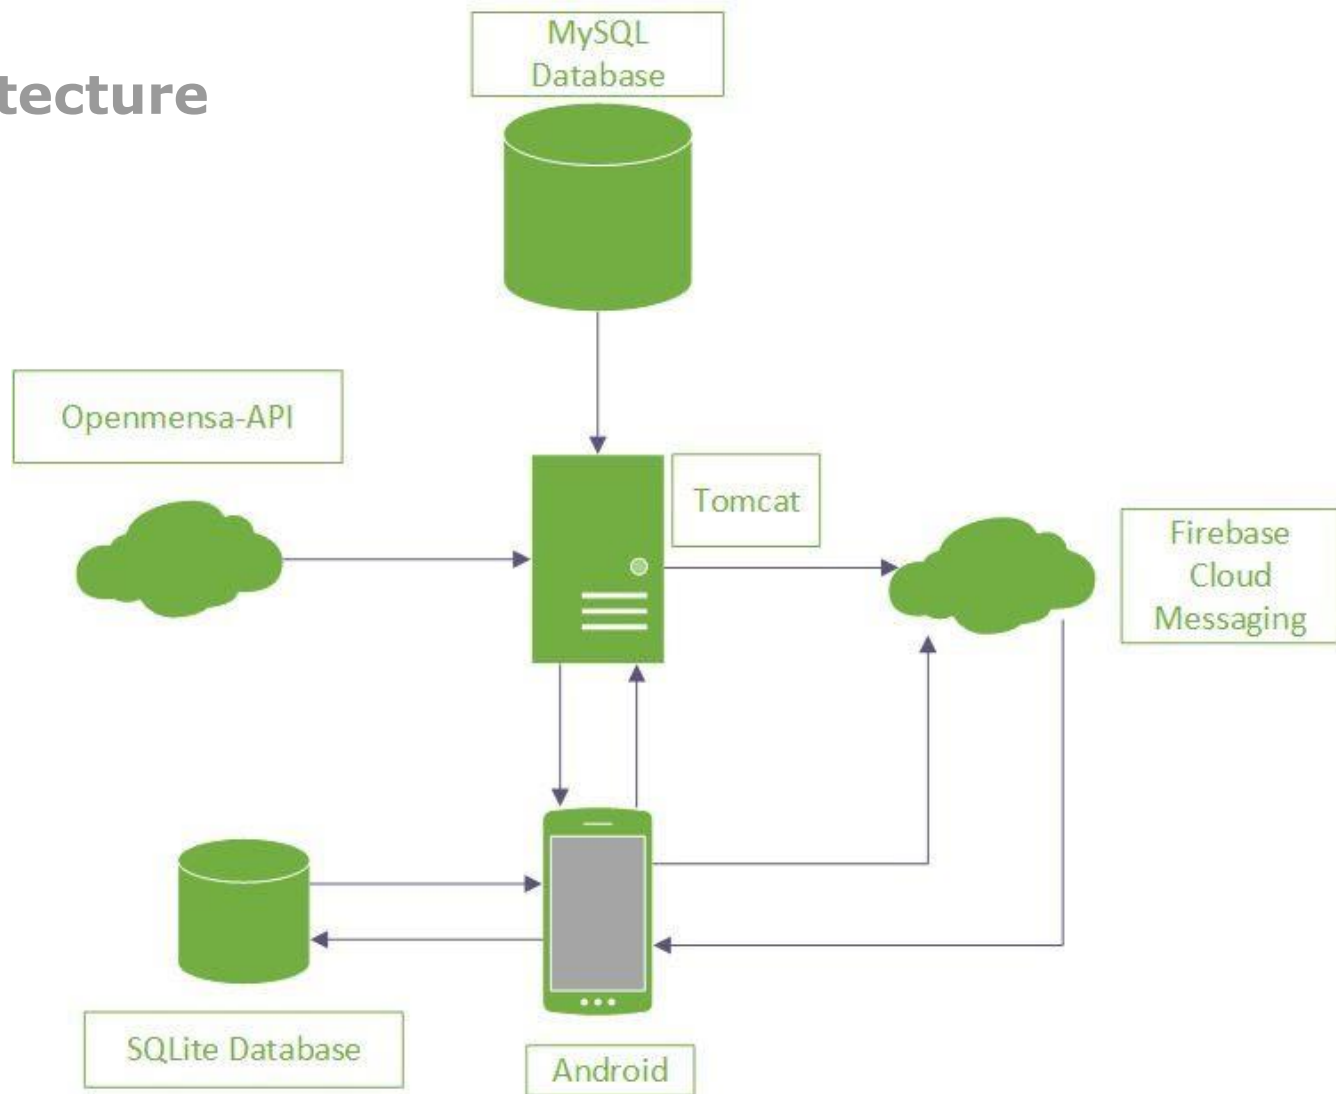 tecture
MySQL
Database
Openmensa-API
Tomcat
Firebase
Cloud
Messaging
SQLite Database
Android